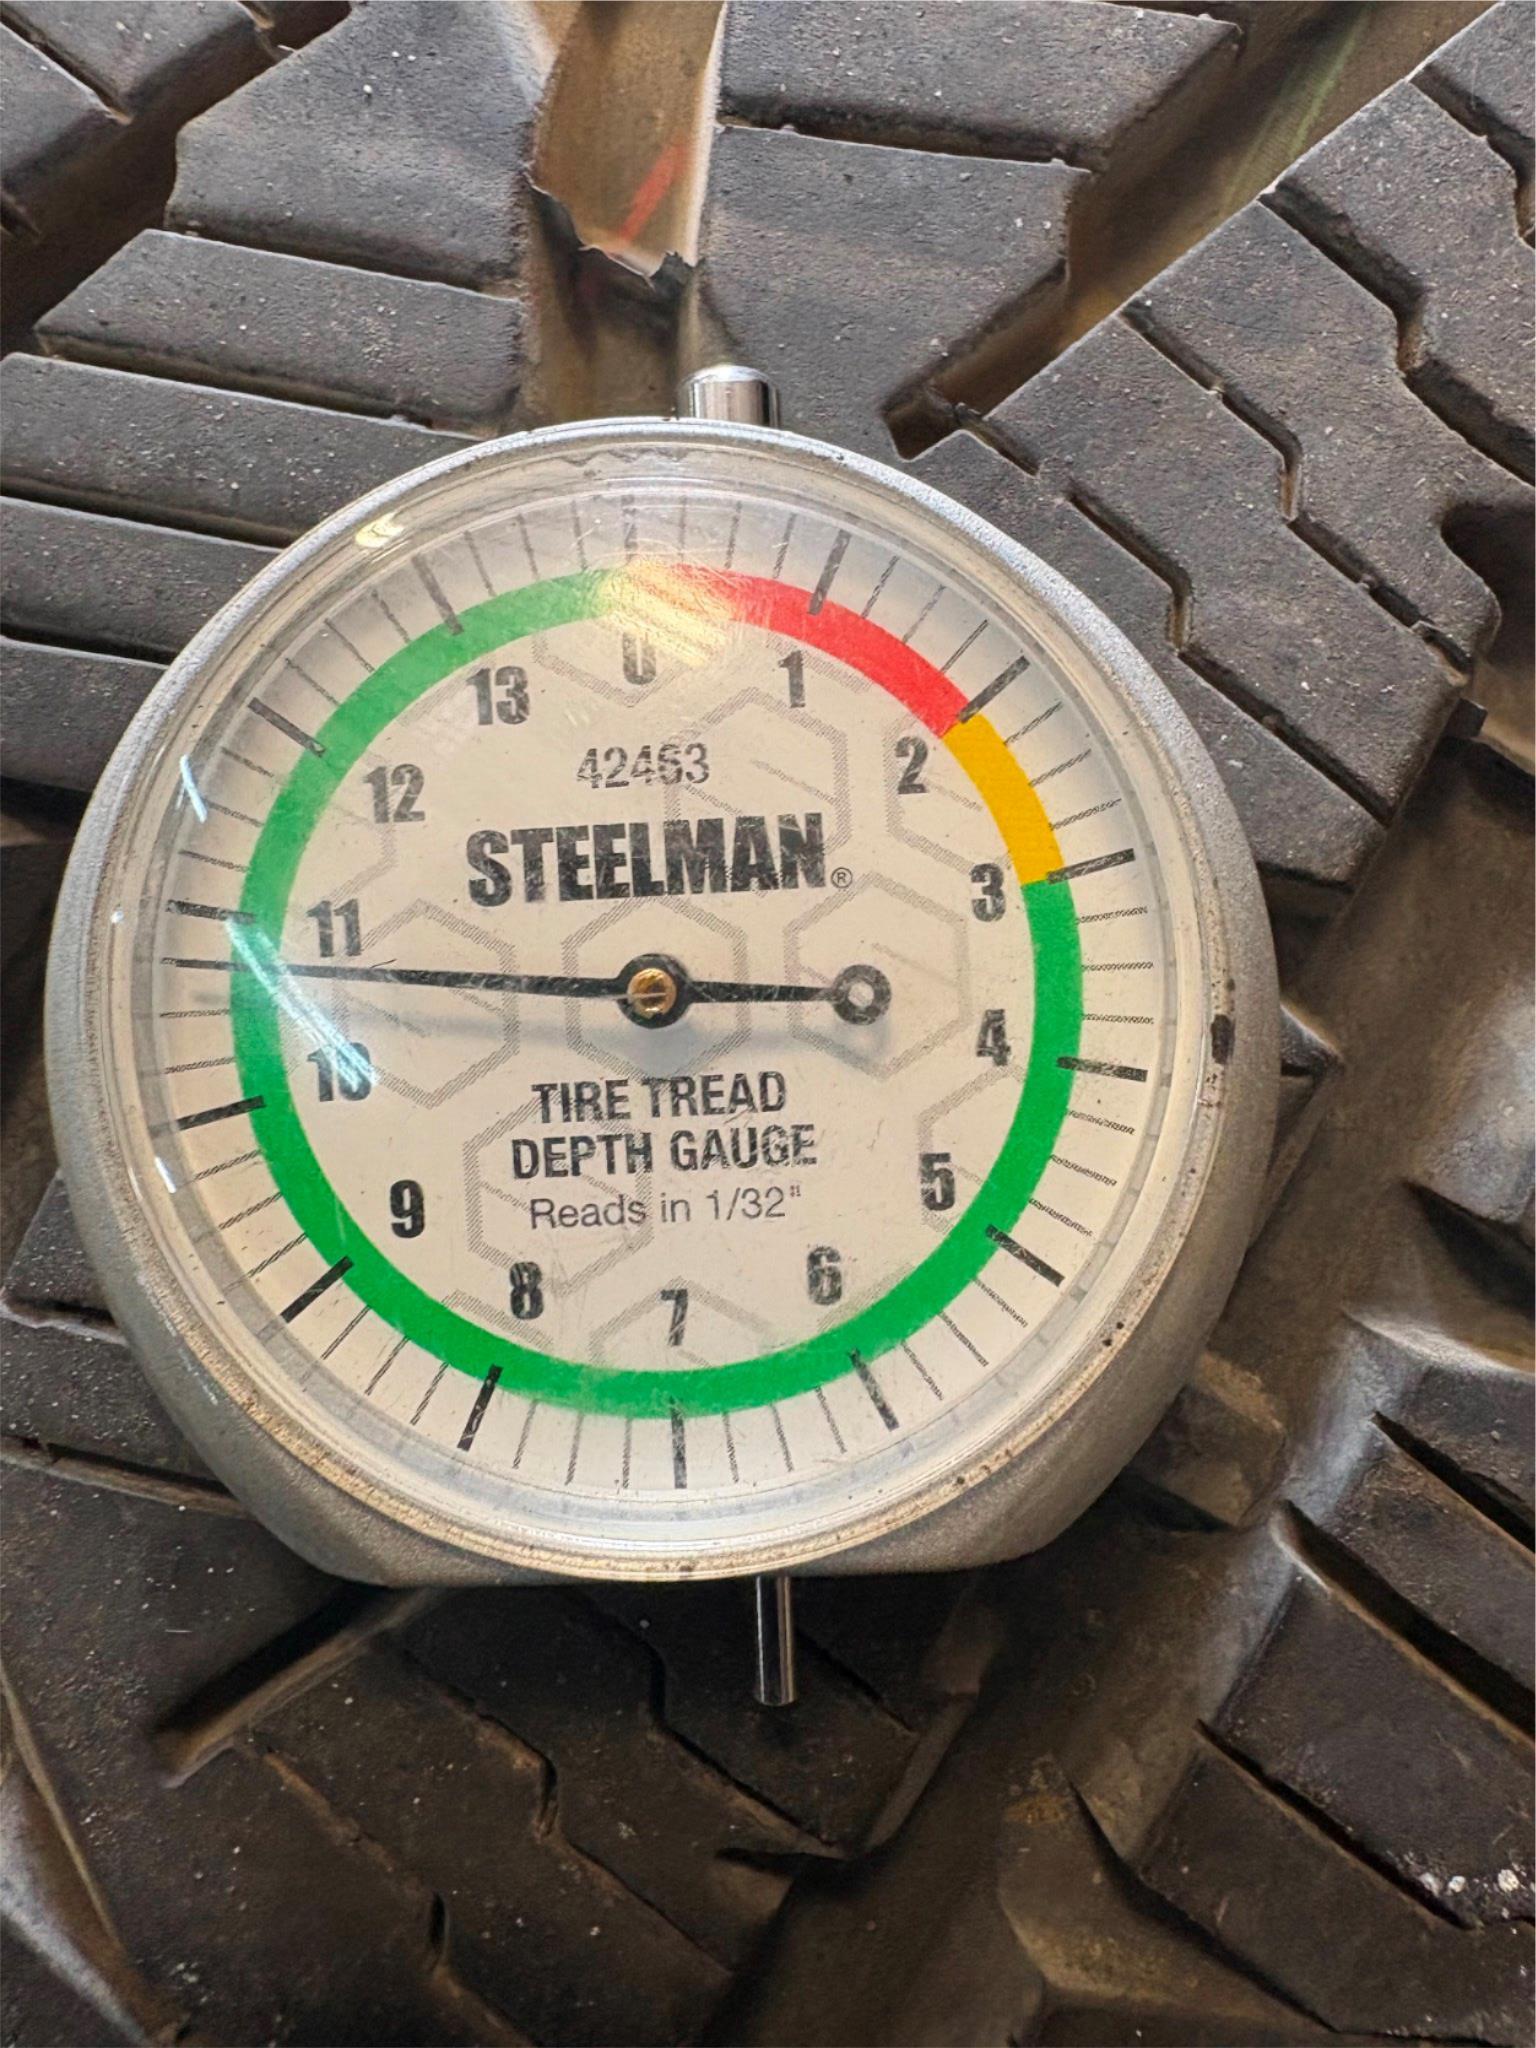 0
13 1
12 2
42463
STEELMAN®
11 3
10 4
TIRE TREAD
DEPTH GAUGE
Reads in 1/32"
9 5
8 6
7